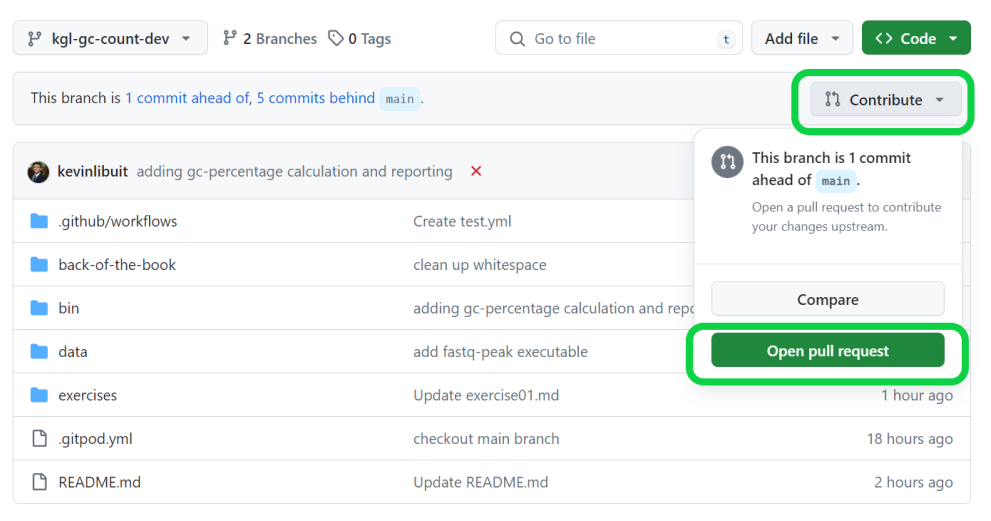 kgl-gc-count-dev 2 Branches 0 Tags Go to file t Add file Code
This branch is 1 commit ahead of, 5 commits behind main .
Contribute
This branch is 1 commit
ahead of main .
Open a pull request to contribute
your changes upstream.
Compare
Open pull request
kevinlibuit adding gc-percentage calculation and reporting
.github/workflows Create test.yml
back-of-the-book clean up whitespace
bin adding gc-percentage calculation and repo
data add fastq-peak executable
exercises Update exercise01.md 1 hour ago
.gitpod.yml checkout main branch 18 hours ago
README.md Update README.md 2 hours ago